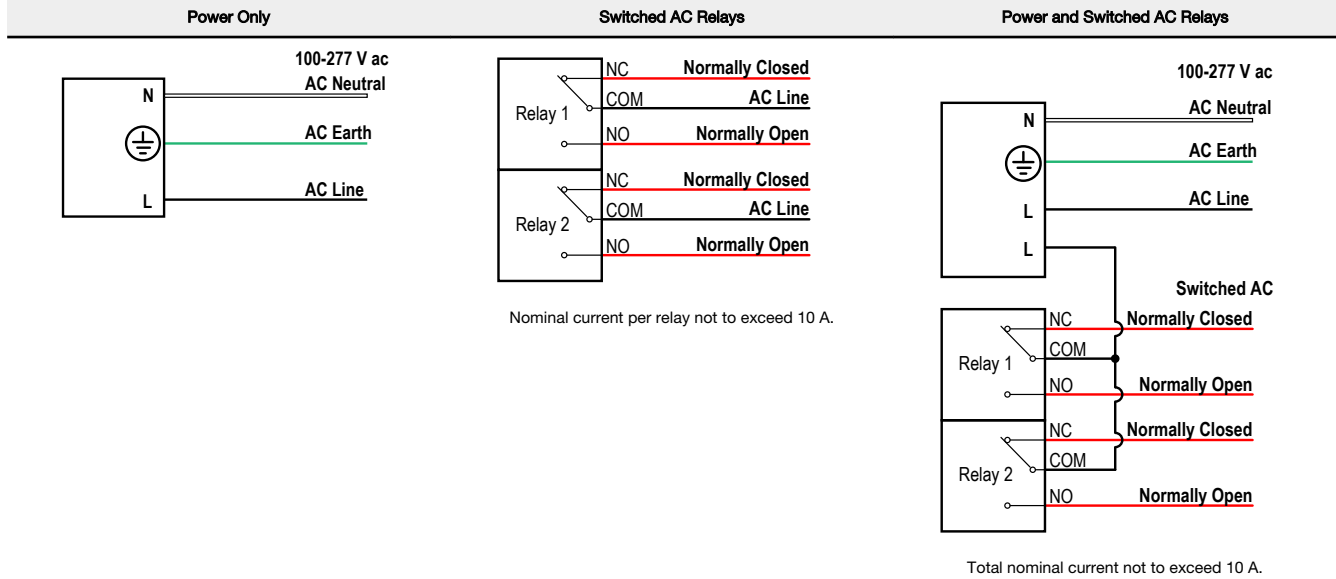 Power Only
Switched AC Relays
Power and Switched AC Relays
100-277 V ac
N
AC Neutral
AC Earth
L
AC Line
Relay 1
NC
Normally Closed
COM
AC Line
NO
Normally Open
Relay 2
NC
Normally Closed
COM
AC Line
NO
Normally Open
Nominal current per relay not to exceed 10 A.
100-277 V ac
N
AC Neutral
AC Earth
L
AC Line
L
Switched AC
Relay 1
NC
Normally Closed
COM
NO
Normally Open
Relay 2
NC
Normally Closed
COM
NO
Normally Open
Total nominal current not to exceed 10 A.